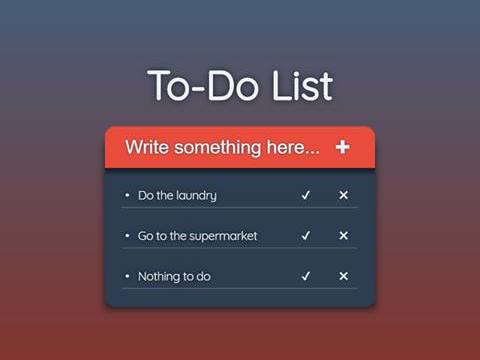 To-Do List
Write something here... +
• Do the laundry ✓ ✕
• Go to the supermarket ✓ ✕
• Nothing to do ✓ ✕